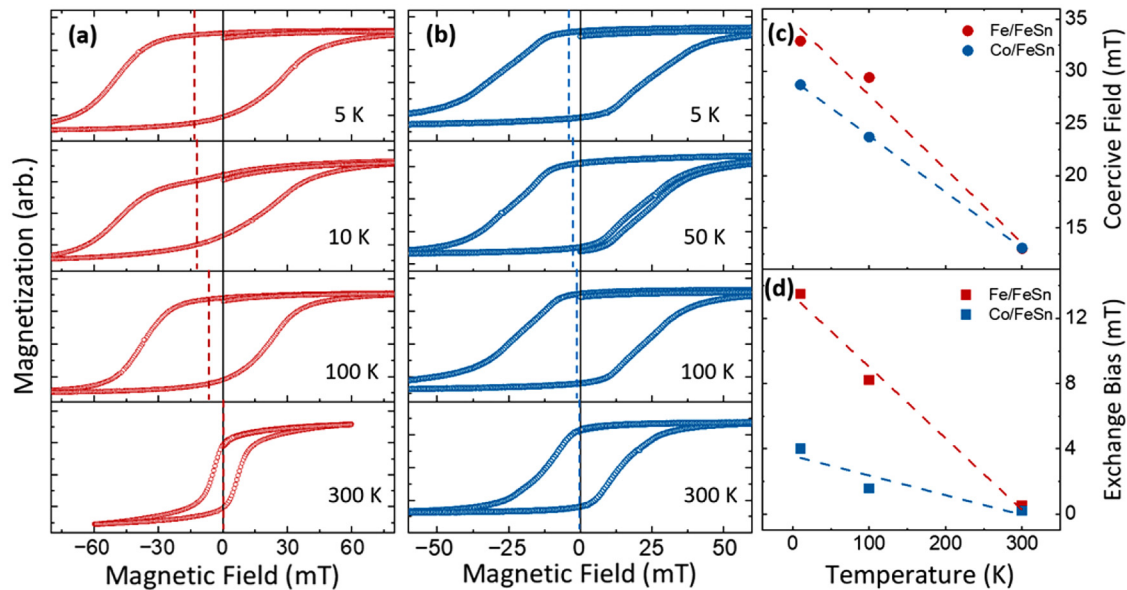 (a)
5 K
10 K
100 K
300 K
Magnetization (arb.)
−60 −30 0 30 60
Magnetic Field (mT)
(b)
5 K
50 K
100 K
300 K
−50 −25 0 25 50
Magnetic Field (mT)
(c)
Fe/FeSn
Co/FeSn
35
30
25
20
15
Coercive Field (mT)
(d)
Fe/FeSn
Co/FeSn
12
8
4
0
Exchange Bias (mT)
0 100 200 300
Temperature (K)